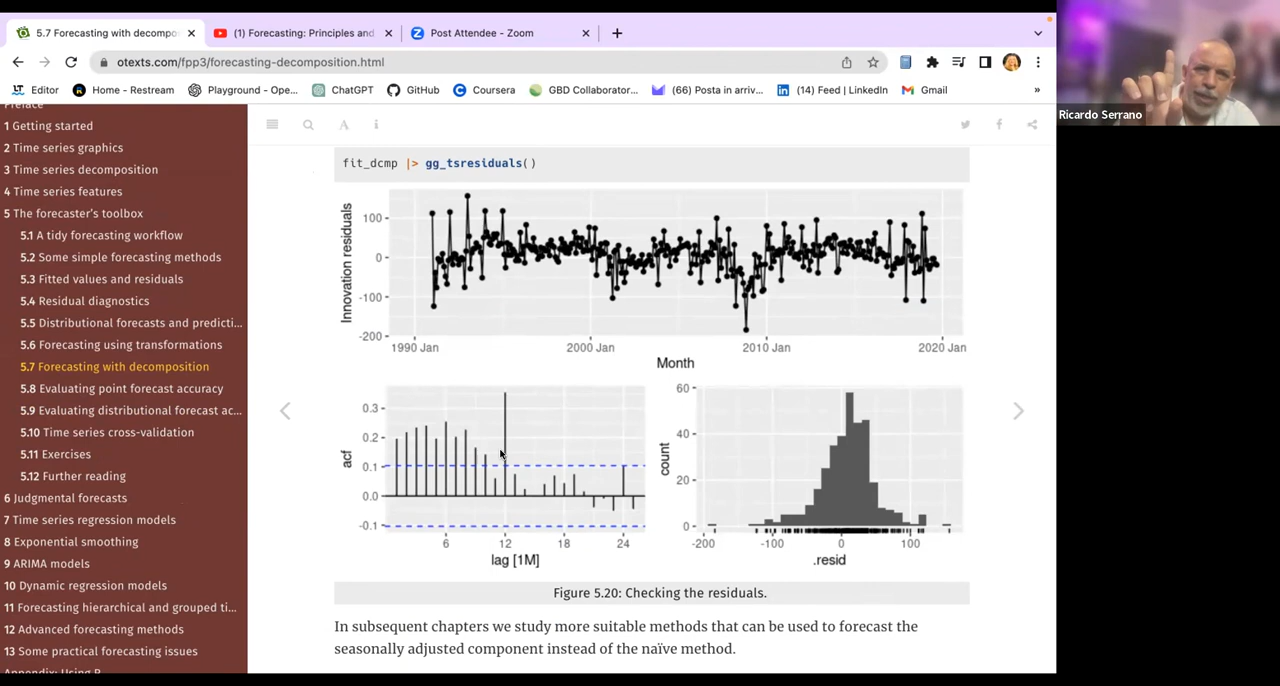 5.7 Forecasting with decompo
(1) Forecasting: Principles and
Post Attendee - Zoom
otexts.com/fpp3/forecasting-decomposition.html
Editor
Home - Restream
Playground - Ope...
ChatGPT
GitHub
Coursera
GBD Collaborator...
(66) Posta in arriv...
(14) Feed | LinkedIn
Gmail
»
Ricardo Serrano
Preface
1 Getting started
2 Time series graphics
3 Time series decomposition
4 Time series features
5 The forecaster's toolbox
5.1 A tidy forecasting workflow
5.2 Some simple forecasting methods
5.3 Fitted values and residuals
5.4 Residual diagnostics
5.5 Distributional forecasts and predicti...
5.6 Forecasting using transformations
5.7 Forecasting with decomposition
5.8 Evaluating point forecast accuracy
5.9 Evaluating distributional forecast ac...
5.10 Time series cross-validation
5.11 Exercises
5.12 Further reading
6 Judgmental forecasts
7 Time series regression models
8 Exponential smoothing
9 ARIMA models
10 Dynamic regression models
11 Forecasting hierarchical and grouped ti...
12 Advanced forecasting methods
13 Some practical forecasting issues
Appendix: Using R
fit_dcmp |> gg_tsresiduals()
Innovation residuals
100
0
-100
-200
1990 Jan
2000 Jan
2010 Jan
2020 Jan
Month
acf
0.3
0.2
0.1
0.0
-0.1
6
12
18
24
lag [1M]
count
60
40
20
0
-200
-100
0
100
.resid
Figure 5.20: Checking the residuals.
In subsequent chapters we study more suitable methods that can be used to forecast the
seasonally adjusted component instead of the naïve method.